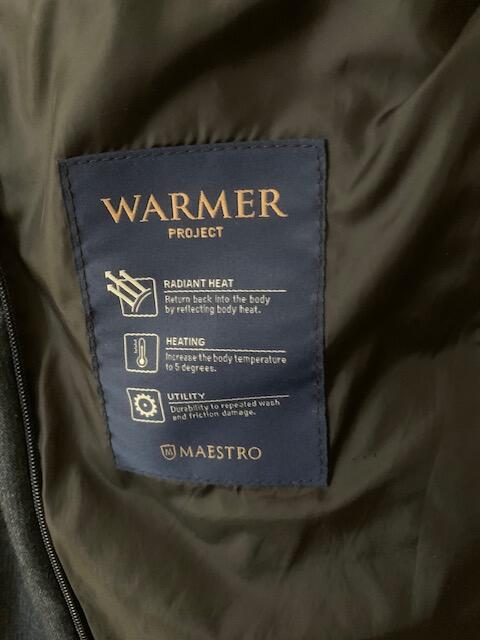 WARMER
PROJECT
RADIANT HEAT
Return back into the body
by reflecting body heat.
HEATING
Increase the body temperature
to 5 degrees.
UTILITY
Durability to repeated wash
and friction damage.
M MAESTRO